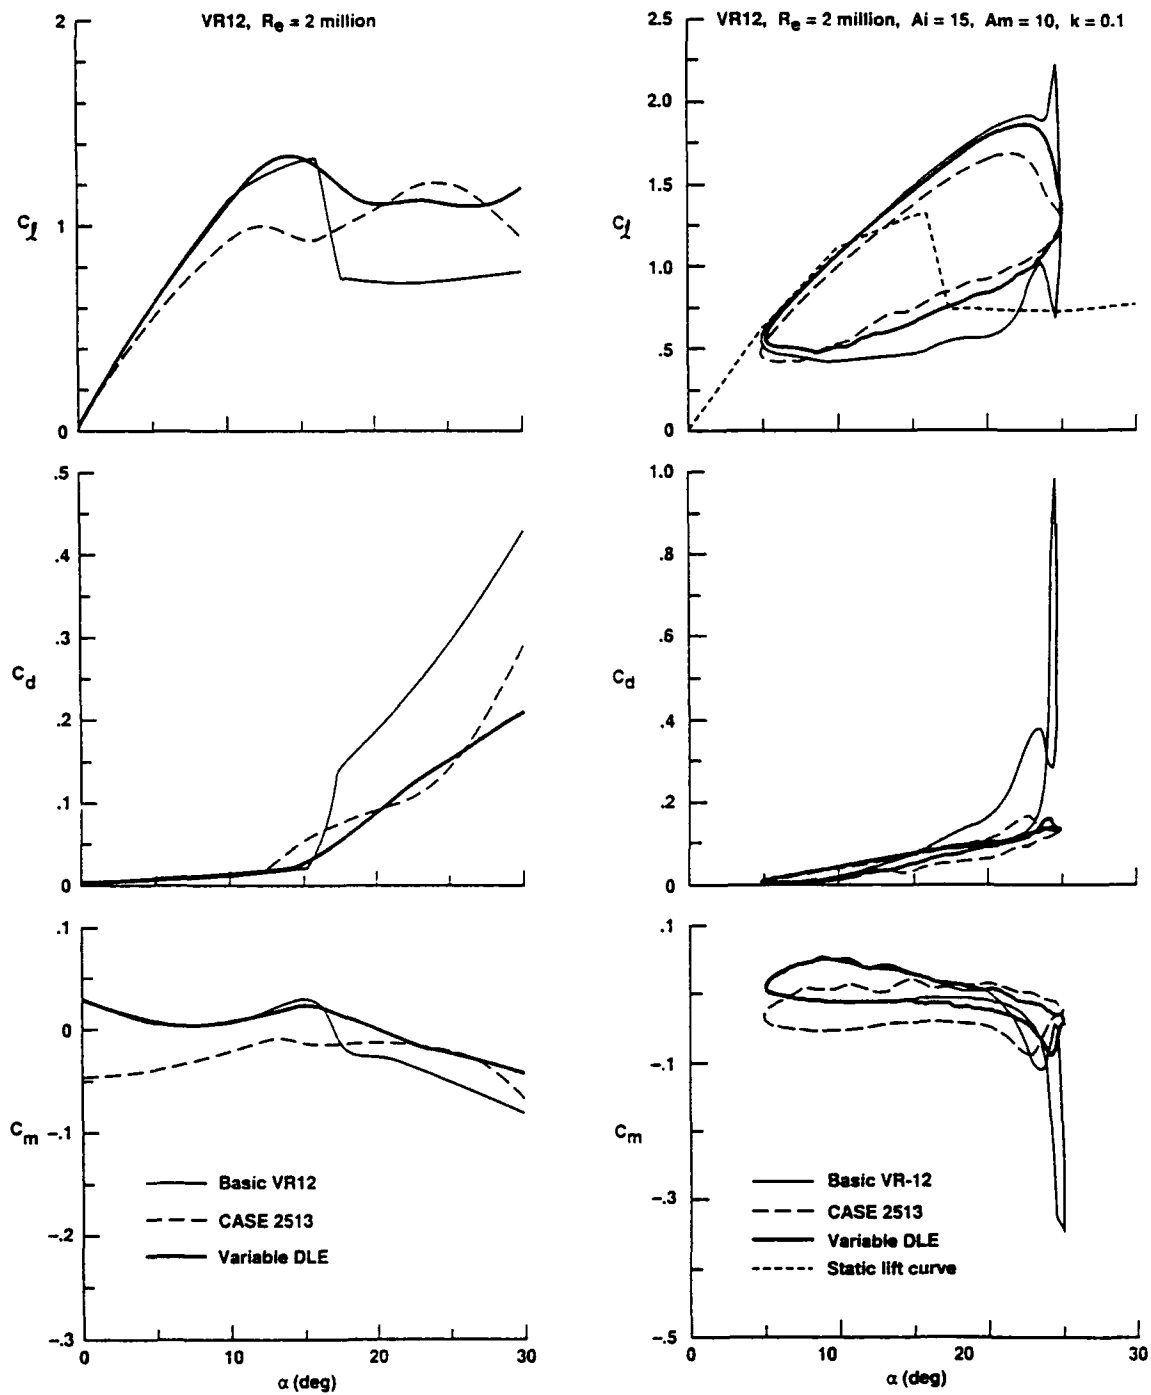 VR12, Re = 2 million
2
1
0
Cl
.5
.4
.3
.2
.1
0
Cd
.1
0
-.1
-.2
-.3
Cm
Basic VR12
CASE 2513
Variable DLE
0
10
20
30
α (deg)
VR12, Re = 2 million, Ai = 15, Am = 10, k = 0.1
2.5
2.0
1.5
1.0
.5
0
Cl
1.0
.8
.6
.4
.2
0
Cd
.1
-.1
-.3
-.5
Cm
Basic VR-12
CASE 2513
Variable DLE
Static lift curve
0
10
20
30
α (deg)